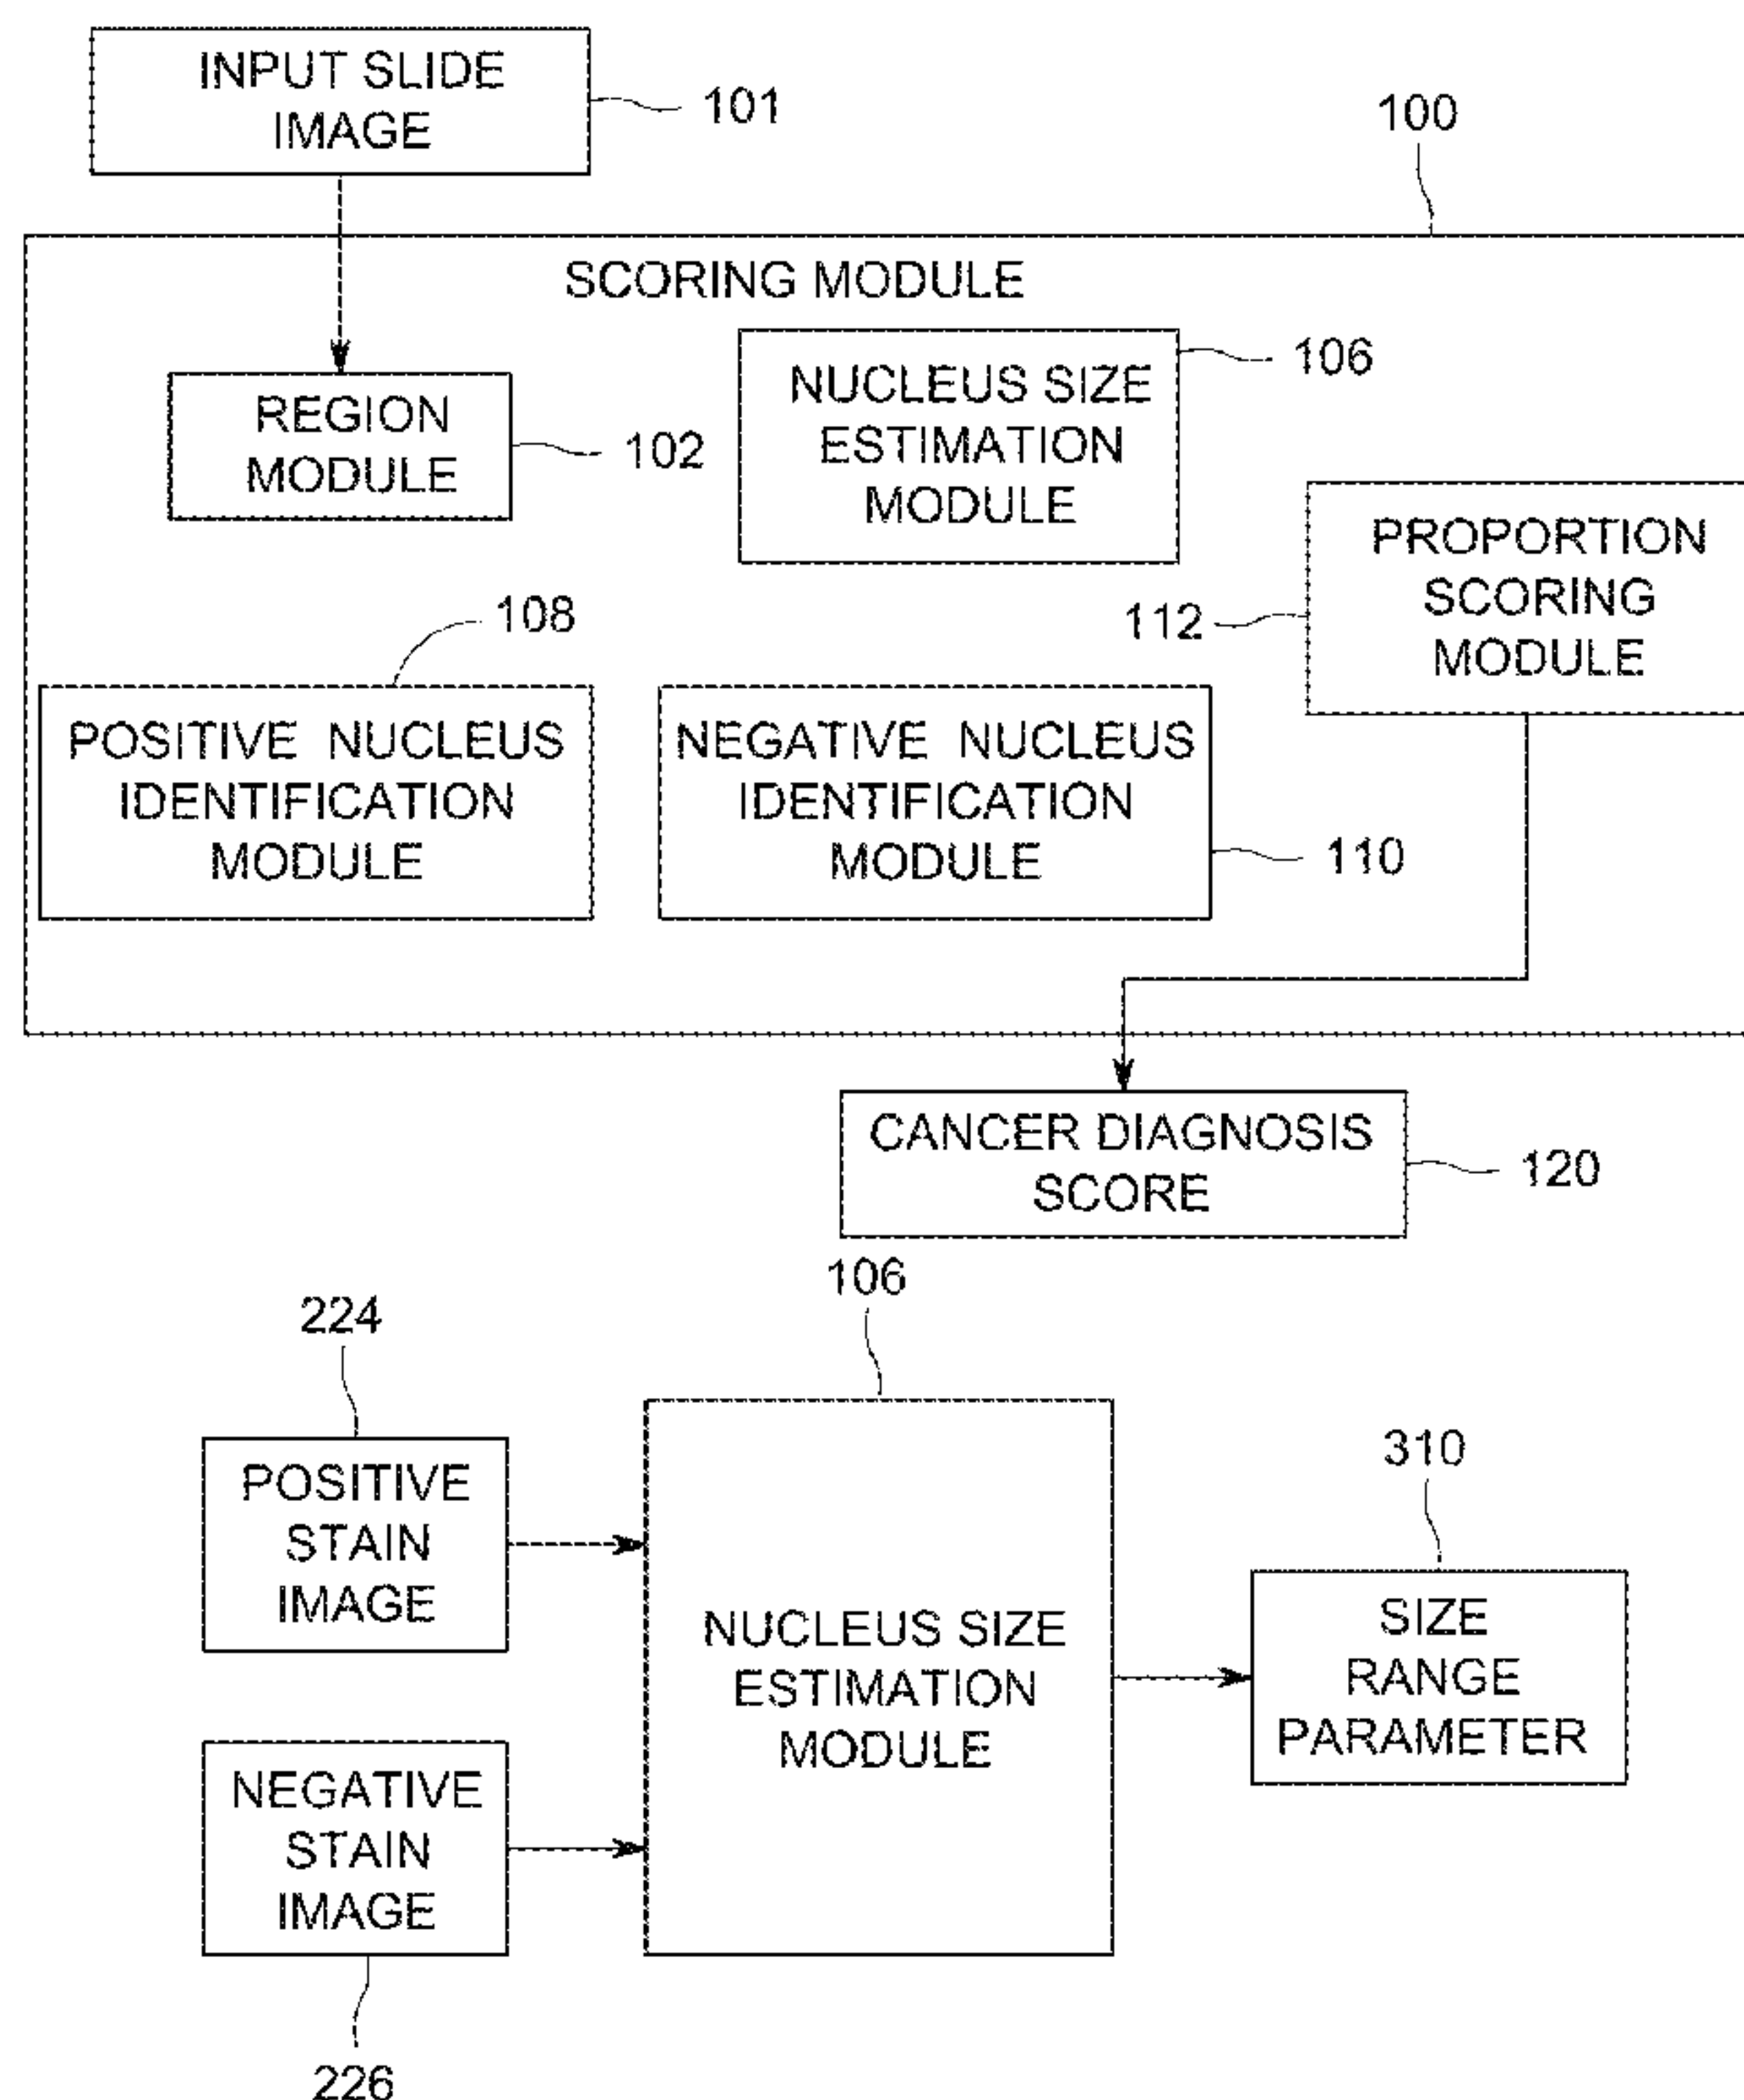 INPUT SLIDE
IMAGE
101
100
SCORING MODULE
REGION
MODULE
102
NUCLEUS SIZE
ESTIMATION
MODULE
106
PROPORTION
SCORING
MODULE
112
108
POSITIVE NUCLEUS
IDENTIFICATION
MODULE
NEGATIVE NUCLEUS
IDENTIFICATION
MODULE
110
CANCER DIAGNOSIS
SCORE
120
106
224
POSITIVE
STAIN
IMAGE
NUCLEUS SIZE
ESTIMATION
MODULE
310
SIZE
RANGE
PARAMETER
NEGATIVE
STAIN
IMAGE
226